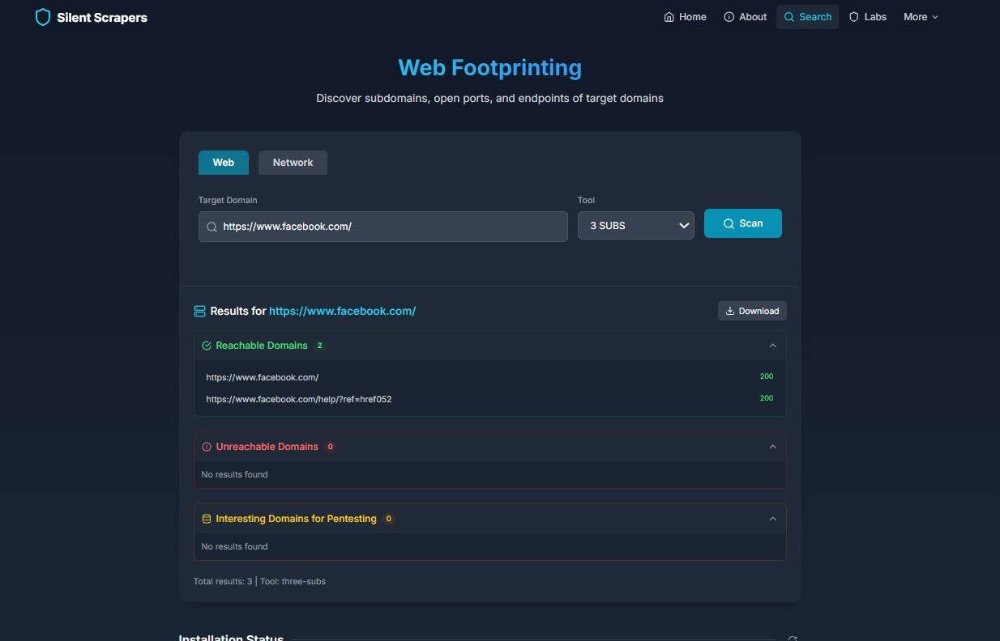 Silent Scrapers
Home About Search Labs More
Web Footprinting
Discover subdomains, open ports, and endpoints of target domains
Web Network
Target Domain Tool
https://www.facebook.com/ 3 SUBS Scan
Results for https://www.facebook.com/ Download
Reachable Domains 2
https://www.facebook.com/ 200
https://www.facebook.com/help/?ref=href052 200
Unreachable Domains 0
No results found
Interesting Domains for Pentesting 0
No results found
Total results: 3 | Tool: three-subs
Installation Status